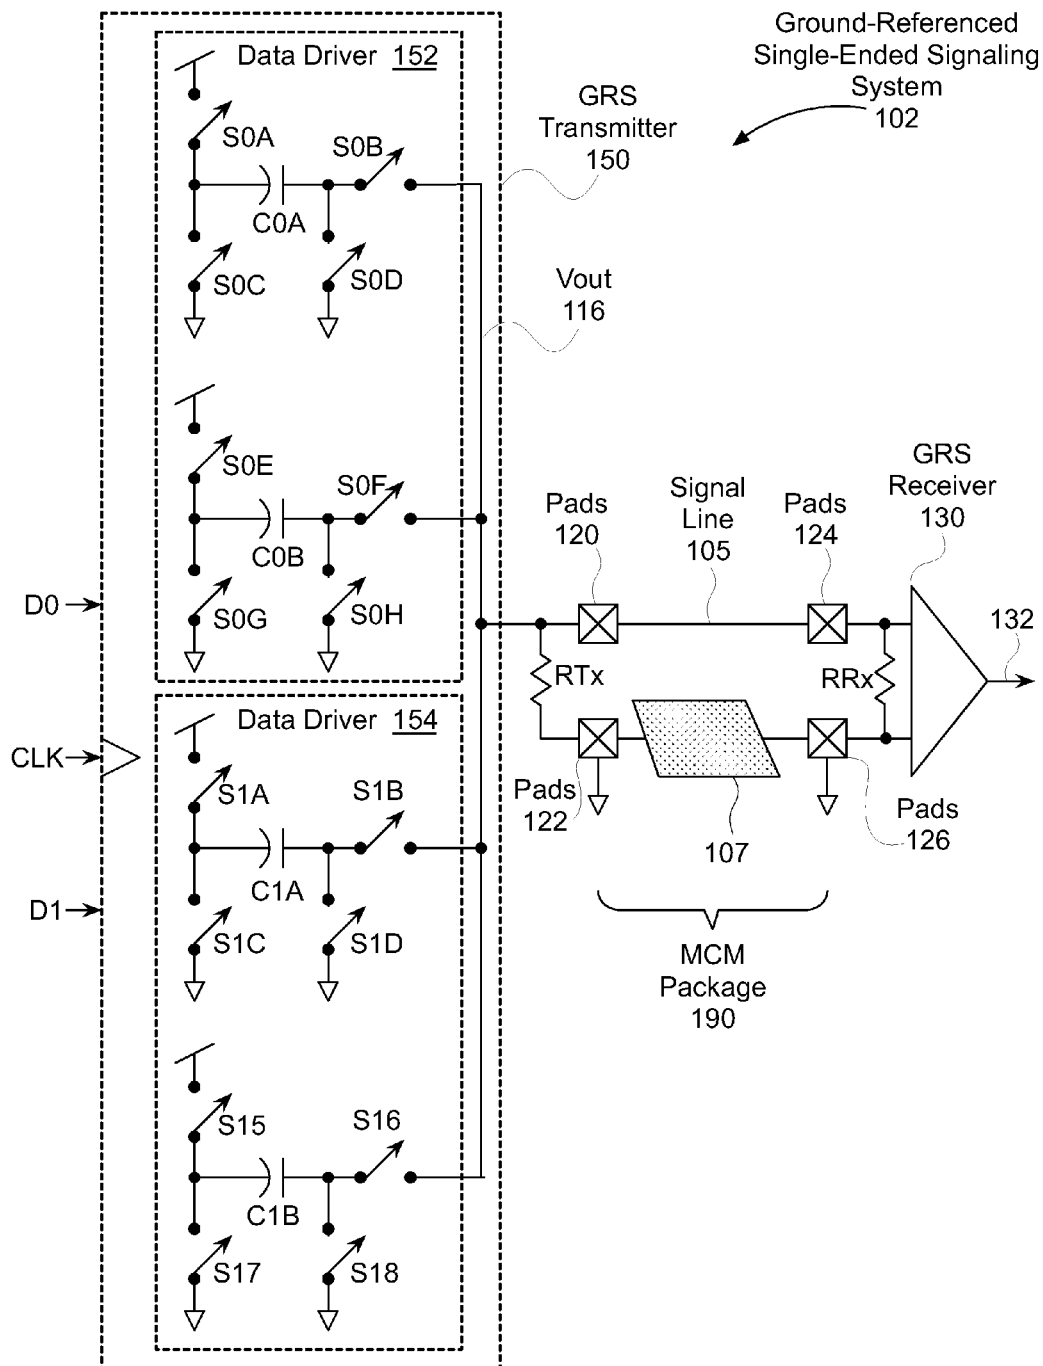 Ground-Referenced
Single-Ended Signaling
System
102
Data Driver 152
GRS
Transmitter
150
S0A
S0B
C0A
S0C
S0D
Vout
116
S0E
S0F
C0B
S0G
S0H
D0
Pads
120
Signal
Line
105
Pads
124
GRS
Receiver
130
132
RTx
RRx
Data Driver 154
CLK
S1A
S1B
C1A
S1C
S1D
D1
Pads
122
107
Pads
126
MCM
Package
190
S15
S16
C1B
S17
S18